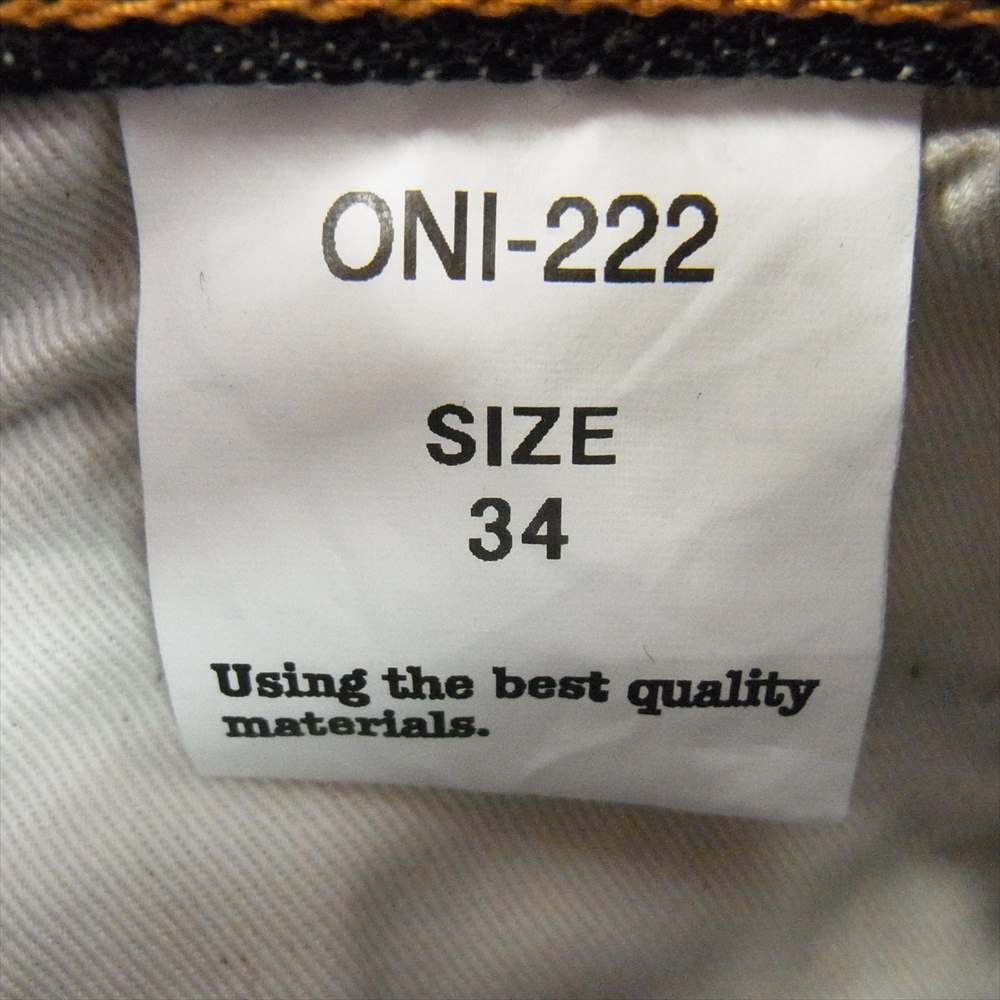 ONI-222
SIZE
34
Using the best quality
materials.